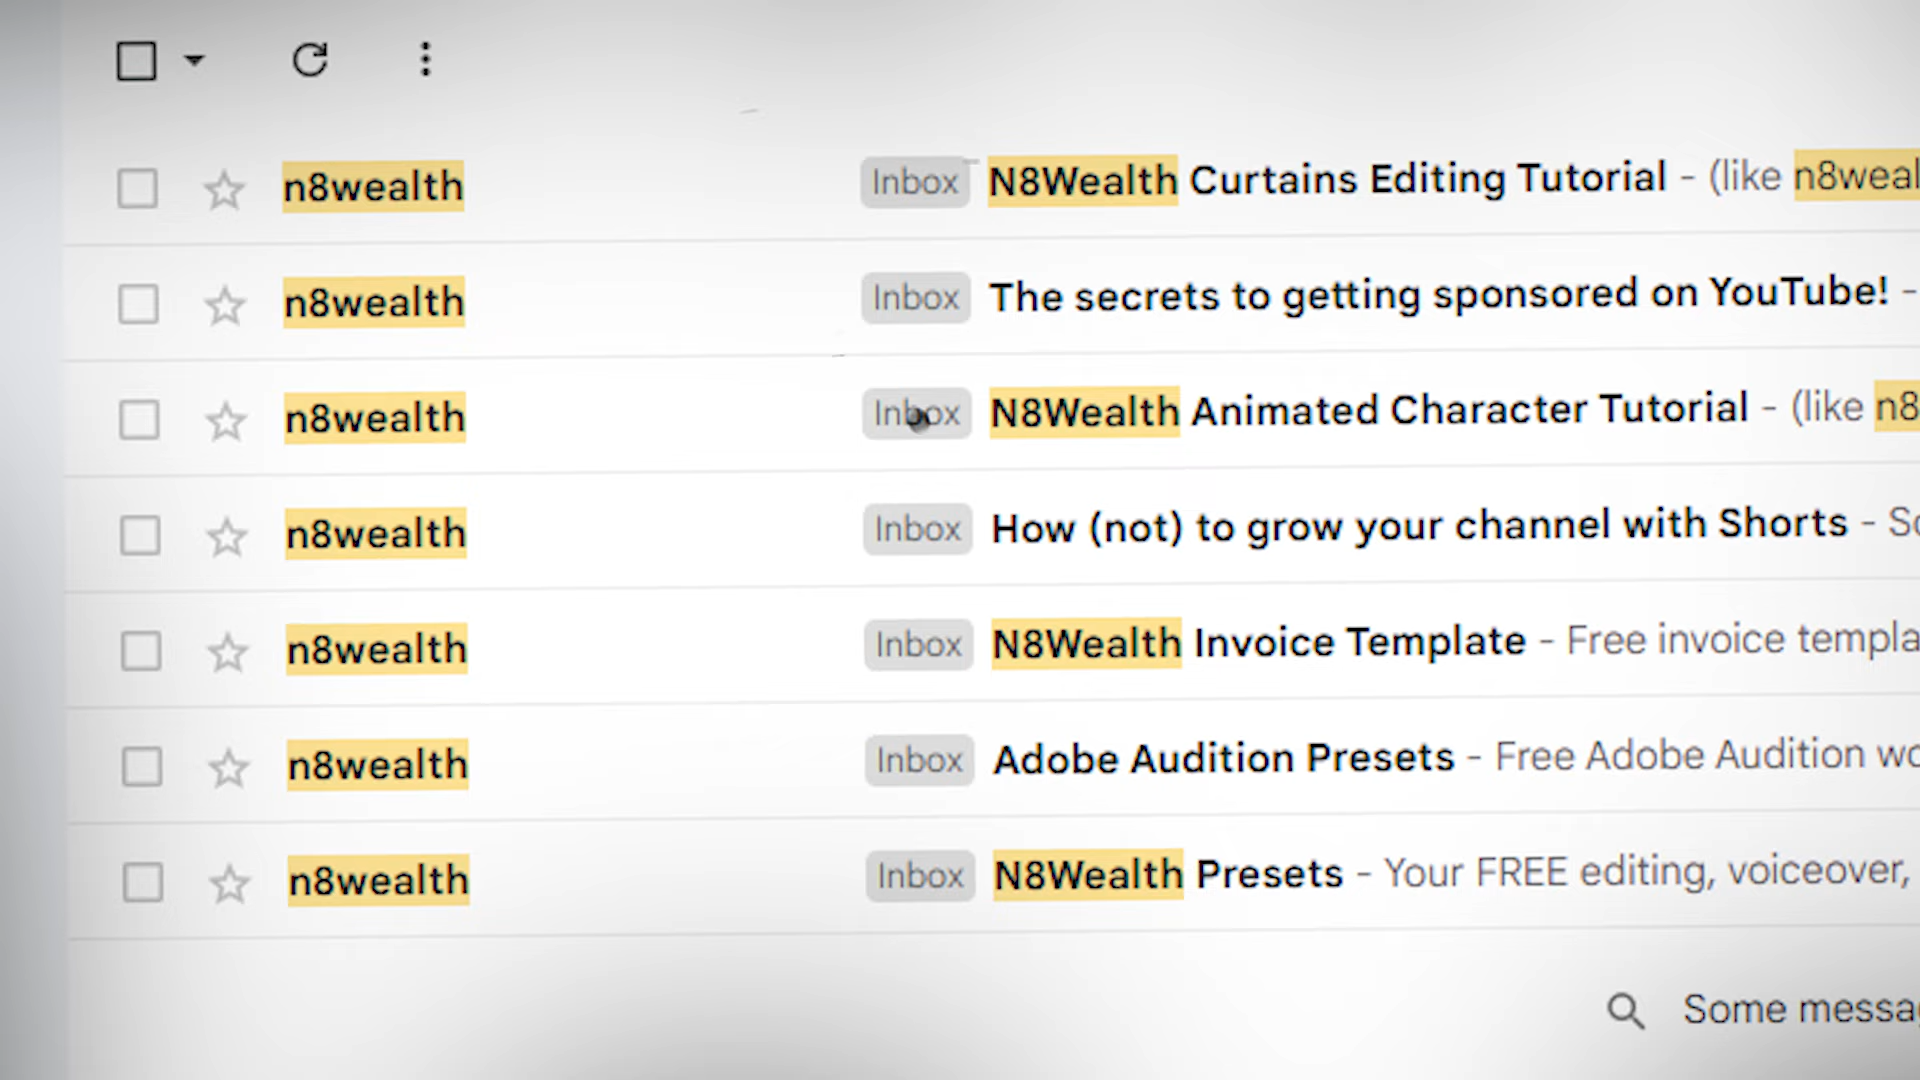 n8wealth Inbox N8Wealth Curtains Editing Tutorial - (like n8weal
n8wealth Inbox The secrets to getting sponsored on YouTube! -
n8wealth Inbox N8Wealth Animated Character Tutorial - (like n8
n8wealth Inbox How (not) to grow your channel with Shorts - So
n8wealth Inbox N8Wealth Invoice Template - Free invoice templa
n8wealth Inbox Adobe Audition Presets - Free Adobe Audition wo
n8wealth Inbox N8Wealth Presets - Your FREE editing, voiceover,
Some messa